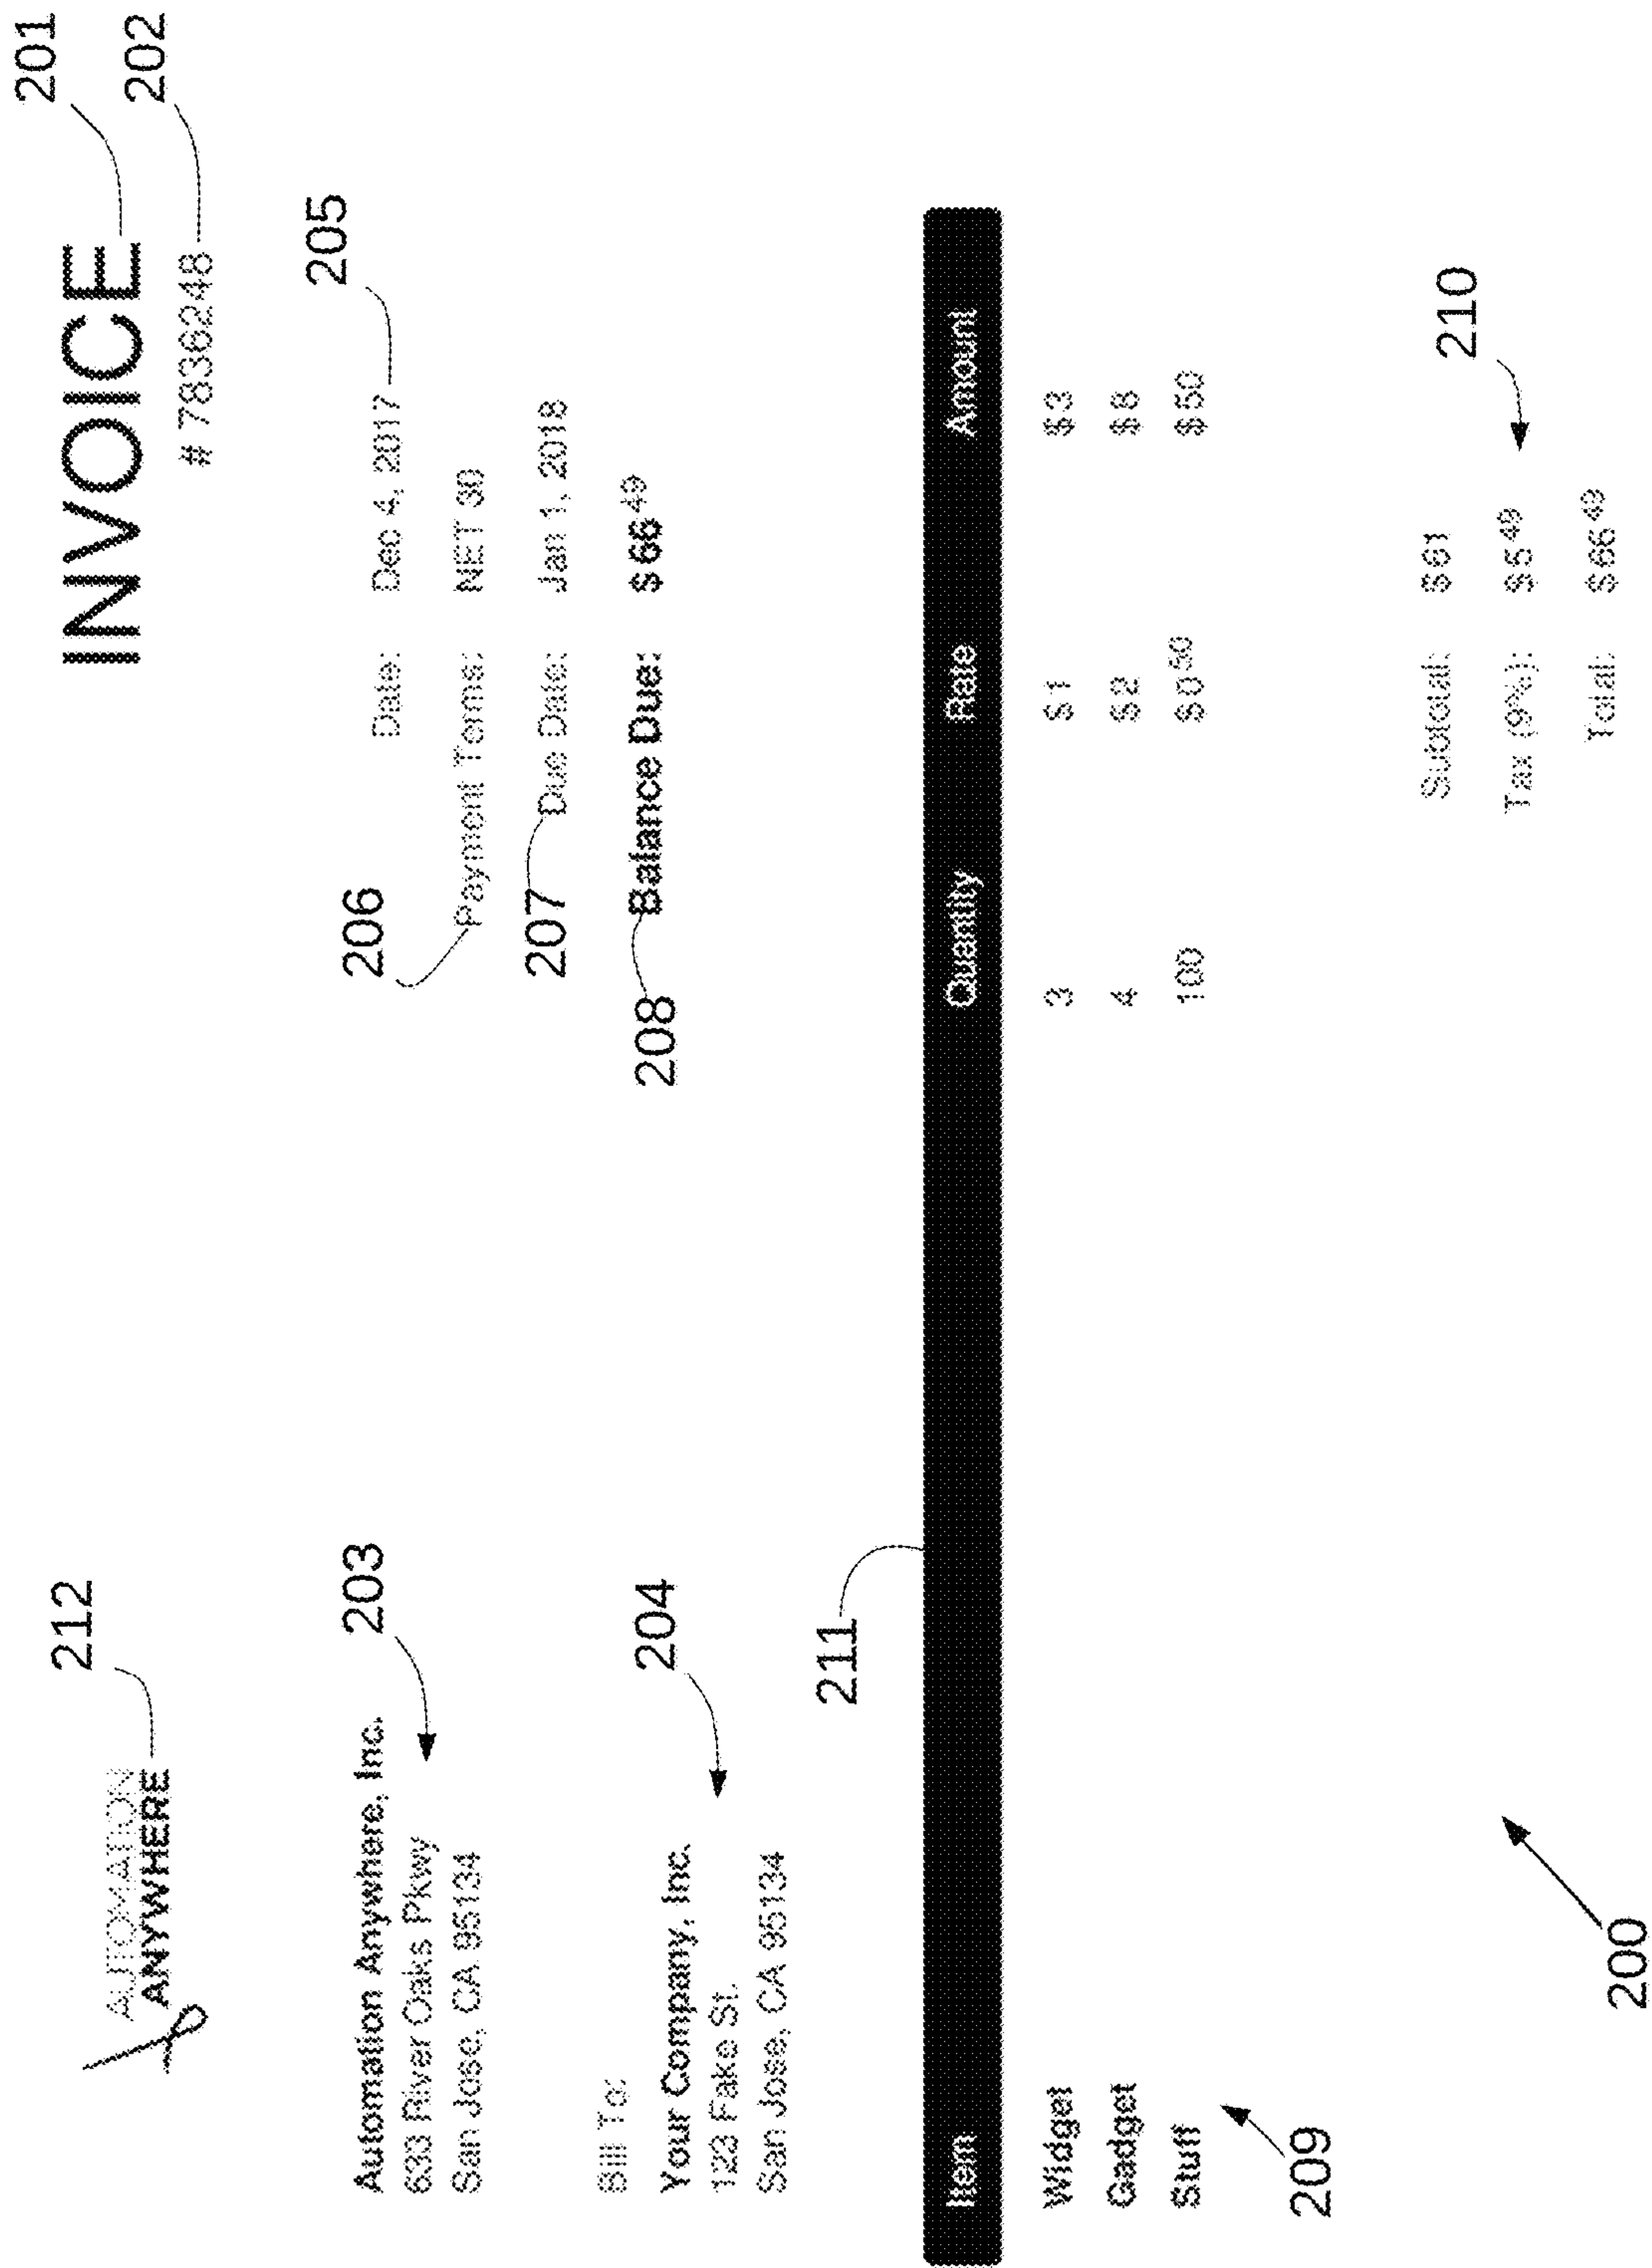 212
AUTOMATION
ANYWHERE
INVOICE
201
# 7836248
202
203
Automation Anywhere, Inc.
633 River Oaks Pkwy
San Jose, CA 95134
205
Date: Dec 4, 2017
206
Payment Terms: NET 30
207
Due Date: Jan 1, 2018
208
Balance Due: $66 49
Bill To:
204
Your Company, Inc.
123 Fake St.
San Jose, CA 95134
211
Item Quantity Rate Amount
Widget 3 $1 $3
Gadget 4 $2 $8
Stuff 100 $0 50 $50
209
210
Subtotal: $61
Tax (9%): $5 49
Total: $66 49
200